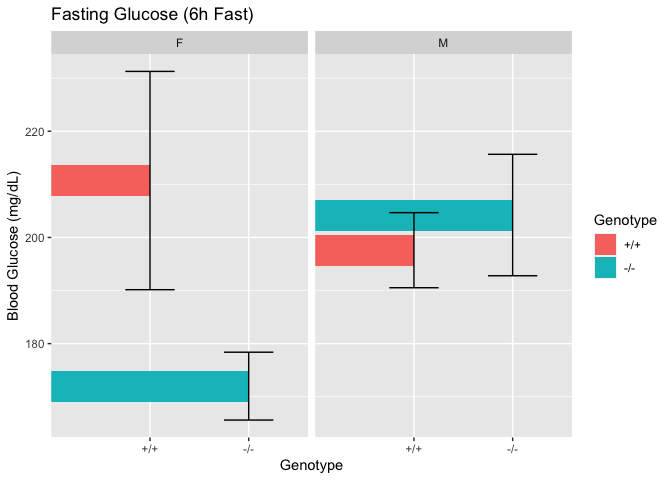 Fasting Glucose (6h Fast)
F
M
220
200
180
Blood Glucose (mg/dL)
+/+
-/-
+/+
-/-
Genotype
Genotype
+/+
-/-